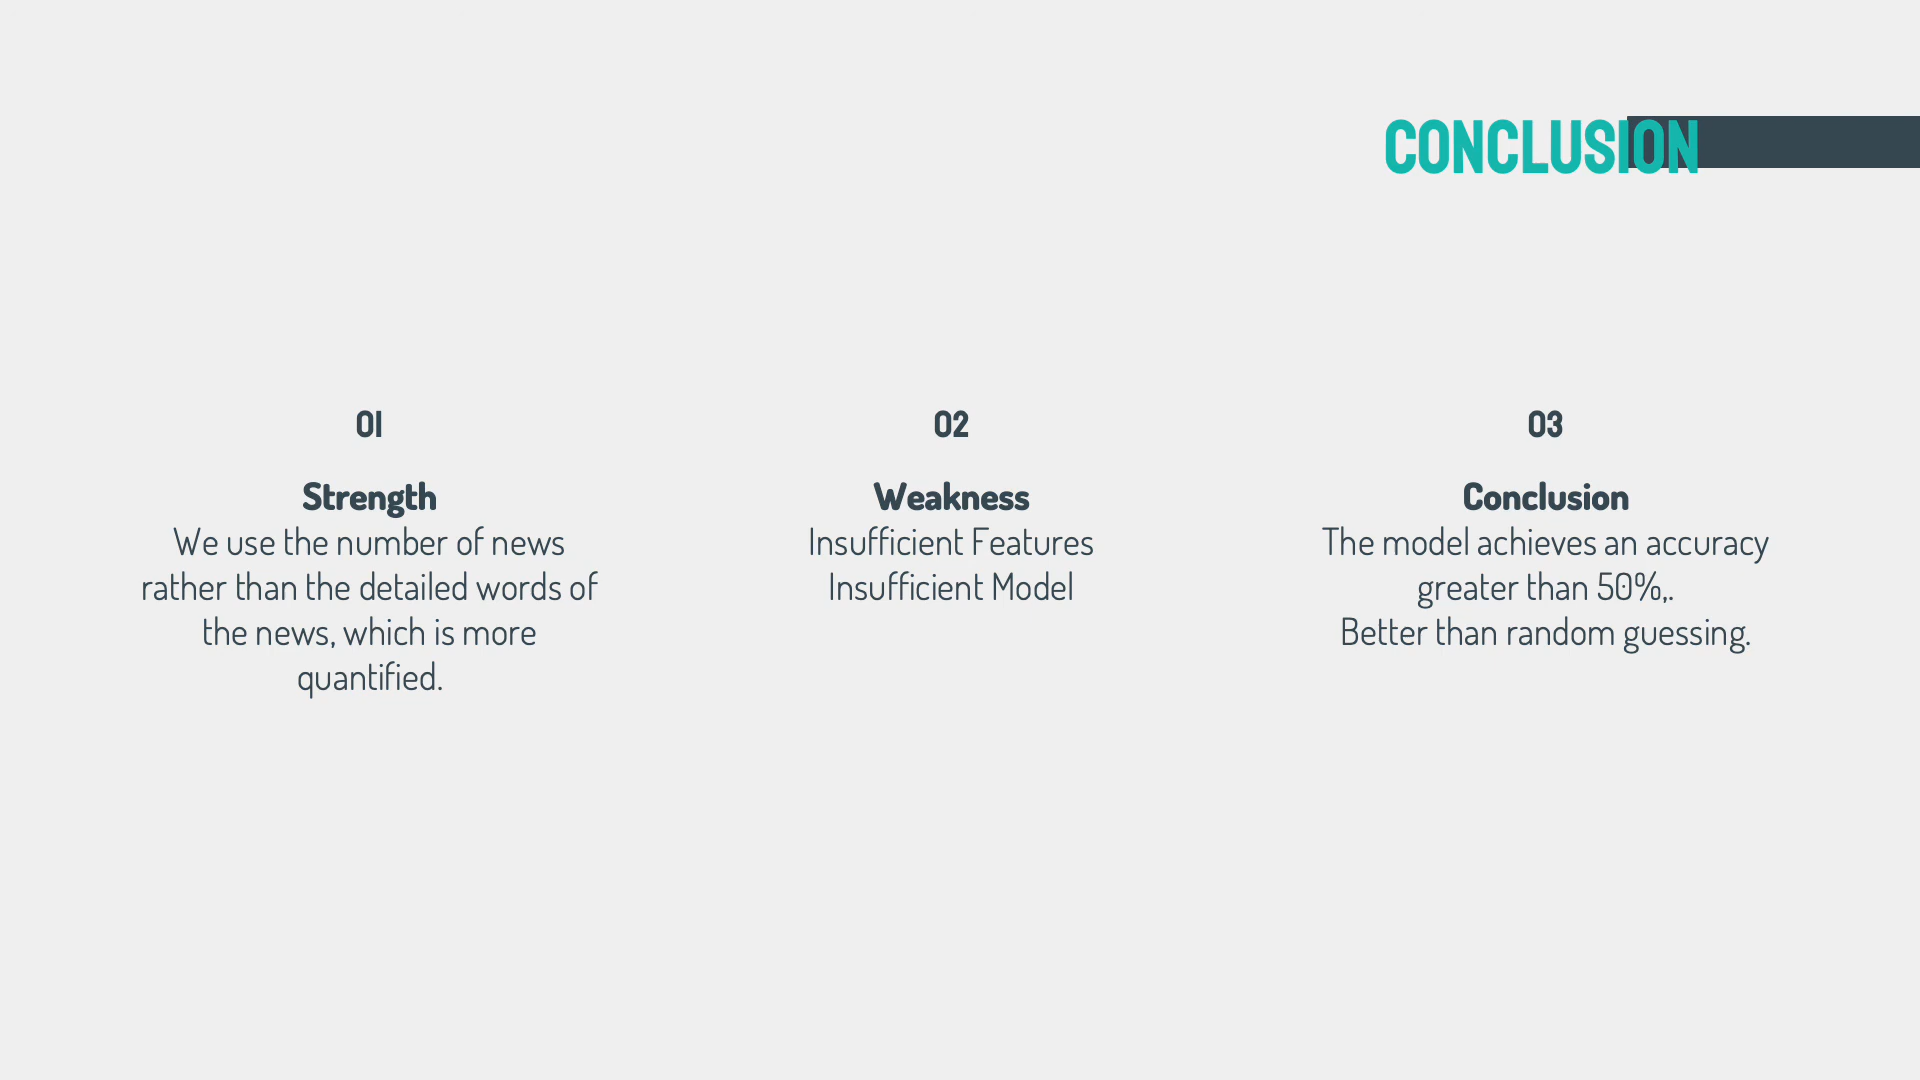 CONCLUSION
01
Strength
We use the number of news
rather than the detailed words of
the news, which is more
quantified.
02
Weakness
Insufficient Features
Insufficient Model
03
Conclusion
The model achieves an accuracy
greater than 50%,.
Better than random guessing.